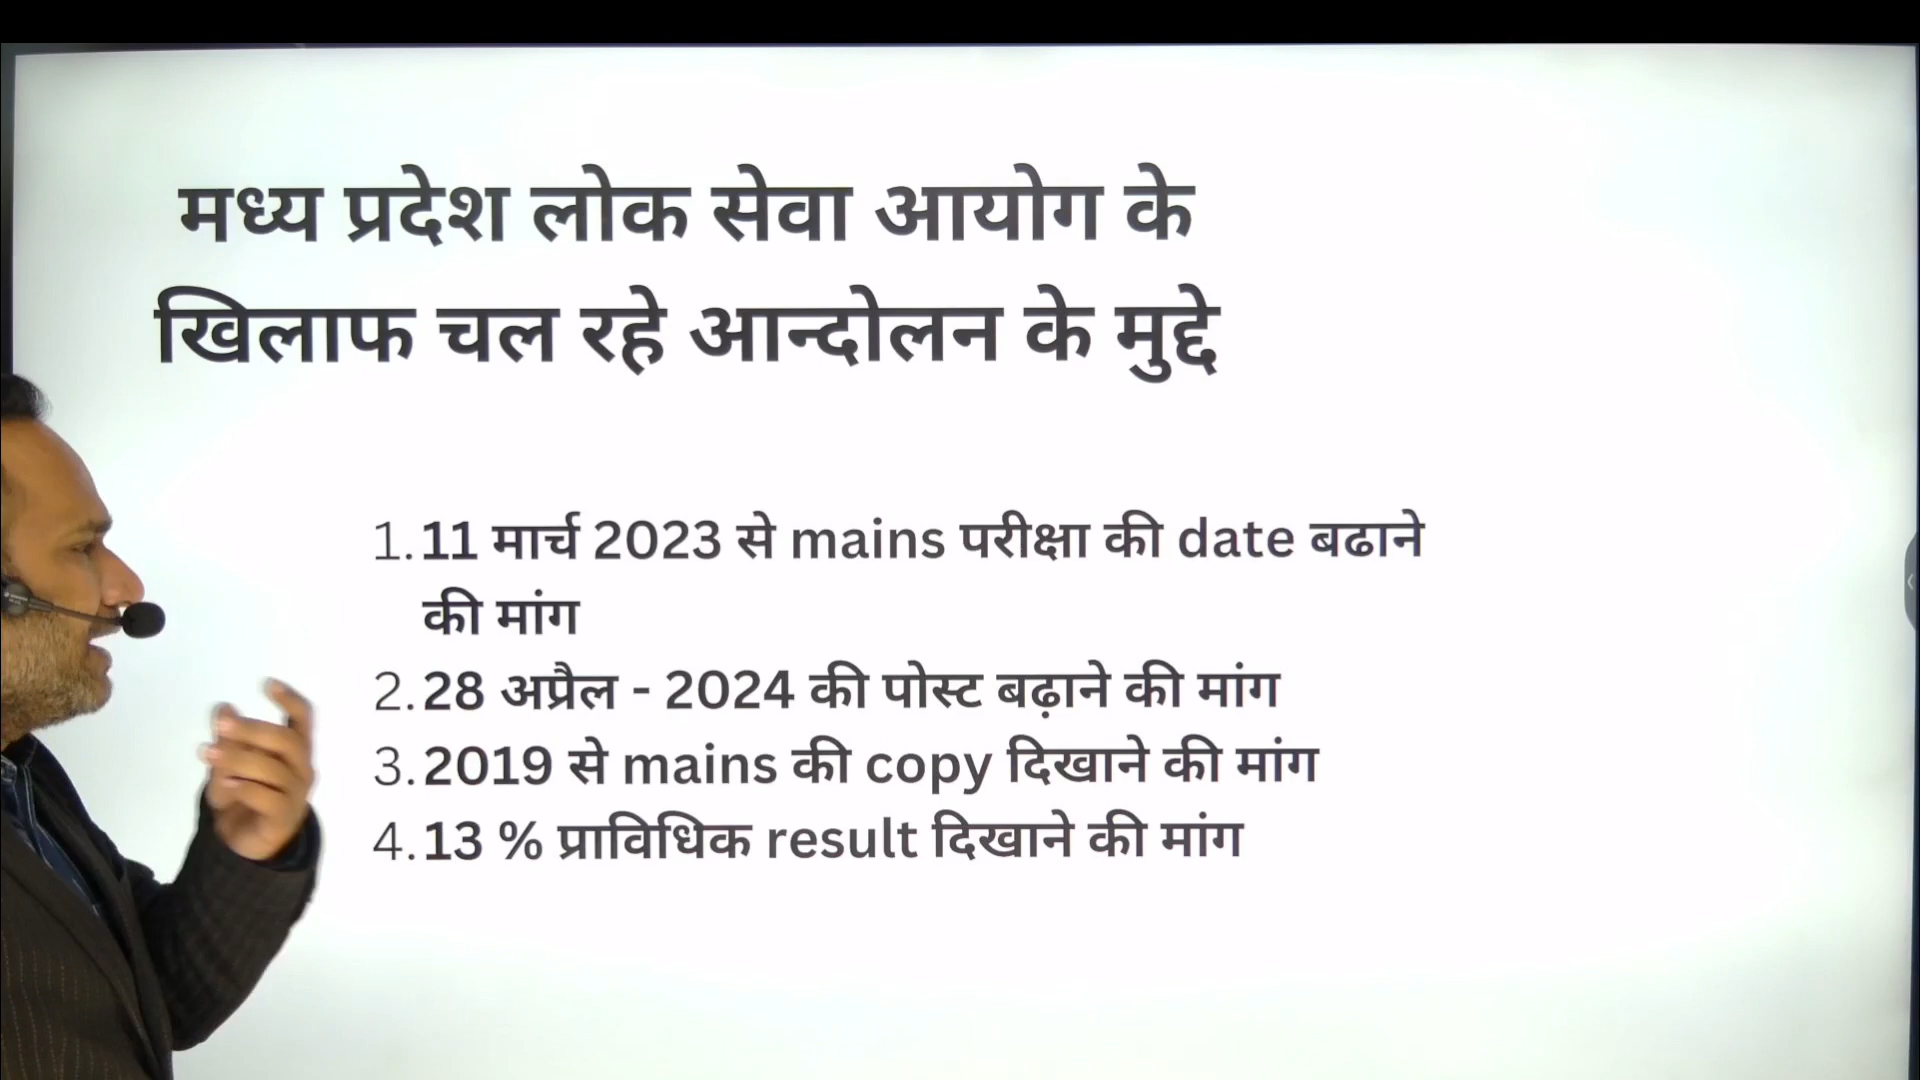 मध्य प्रदेश लोक सेवा आयोग के
खिलाफ चल रहे आन्दोलन के मुद्दे
1. 11 मार्च 2023 से mains परीक्षा की date बढाने
की मांग
2. 28 अप्रैल - 2024 की पोस्ट बढ़ाने की मांग
3. 2019 से mains की copy दिखाने की मांग
4. 13 % प्राविधिक result दिखाने की मांग